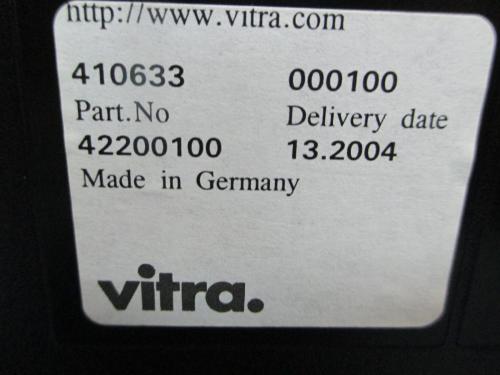 http://www.vitra.com
410633 000100
Part.No Delivery date
42200100 13.2004
Made in Germany
vitra.